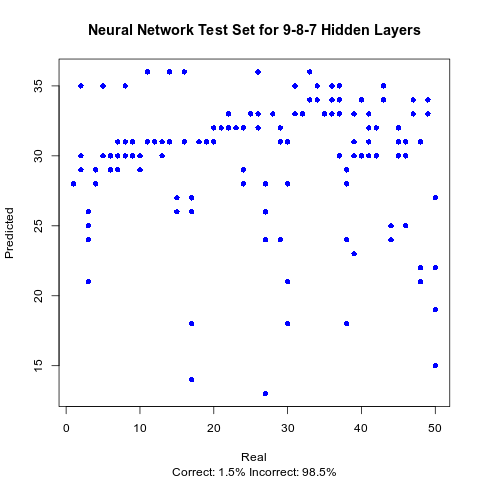 Neural Network Test Set for 9-8-7 Hidden Layers
Predicted
35
30
25
20
15
0 10 20 30 40 50
Real
Correct: 1.5% Incorrect: 98.5%